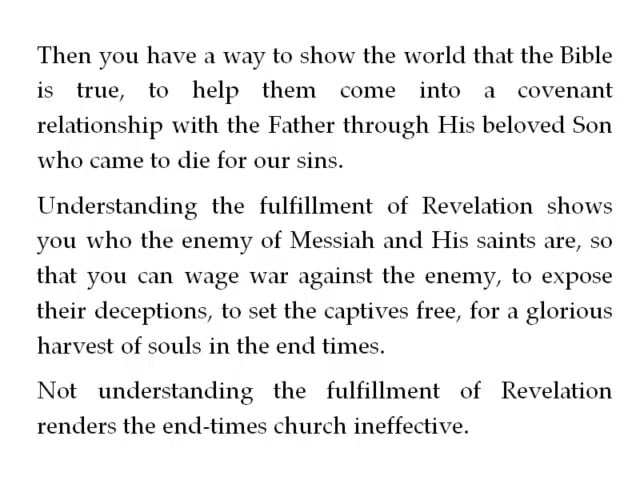 Then you have a way to show the world that the Bible
is true, to help them come into a covenant
relationship with the Father through His beloved Son
who came to die for our sins.
Understanding the fulfillment of Revelation shows
you who the enemy of Messiah and His saints are, so
that you can wage war against the enemy, to expose
their deceptions, to set the captives free, for a glorious
harvest of souls in the end times.
Not understanding the fulfillment of Revelation
renders the end-times church ineffective.